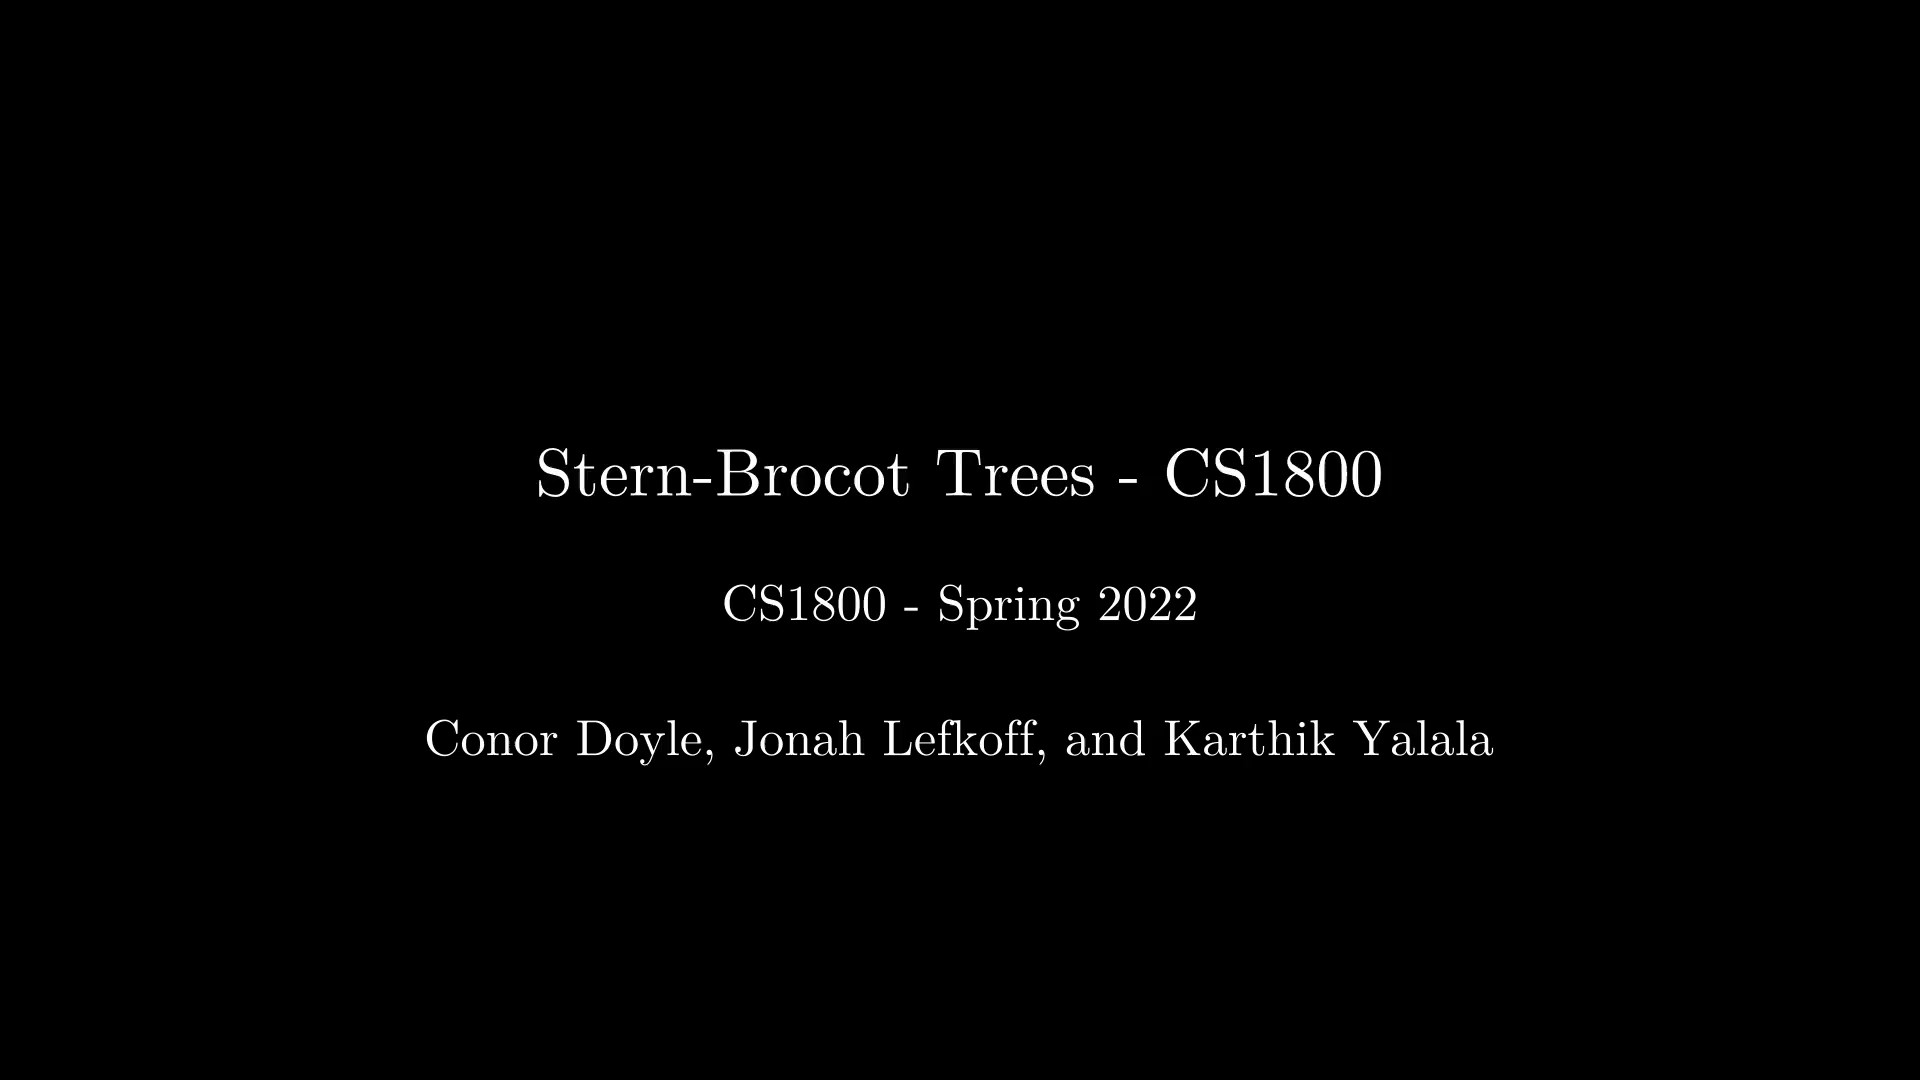 Stern-Brocot Trees - CS1800
CS1800 - Spring 2022
Conor Doyle, Jonah Lefkoff, and Karthik Yalala